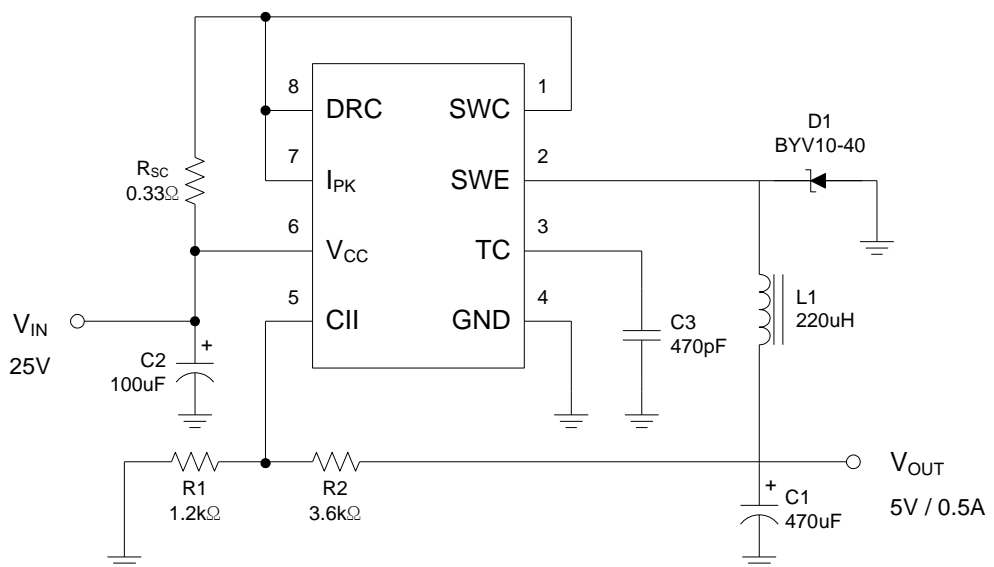 8
DRC
SWC
1
D1
BYV10-40
7
IPK
SWE
2
RSC
0.33Ω
6
VCC
TC
3
5
CII
GND
4
VIN
25V
+
C2
100uF
C3
470pF
L1
220uH
R1
1.2kΩ
R2
3.6kΩ
VOUT
5V / 0.5A
+
C1
470uF